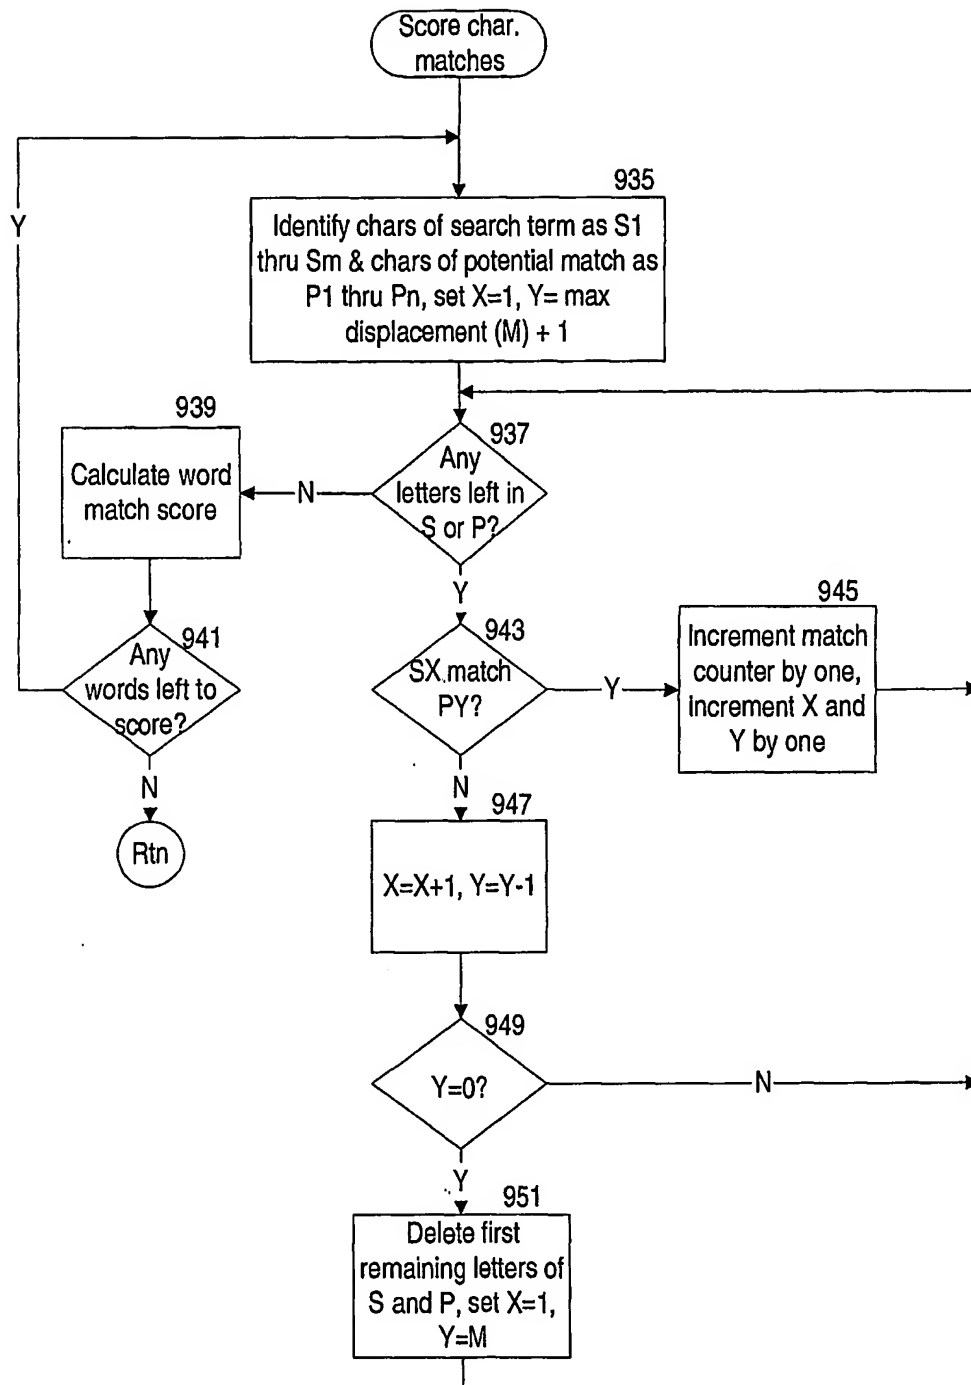 Score char.
matches
935
Identify chars of search term as S1
thru Sm & chars of potential match as
P1 thru Pn, set X=1, Y= max
displacement (M) + 1
Y
939
Calculate word
match score
N
937
Any
letters left in
S or P?
Y
941
Any
words left to
score?
N
Rtn
943
SX match
PY?
Y
945
Increment match
counter by one,
increment X and
Y by one
N
947
X=X+1, Y=Y-1
949
Y=0?
N
Y
951
Delete first
remaining letters of
S and P, set X=1,
Y=M